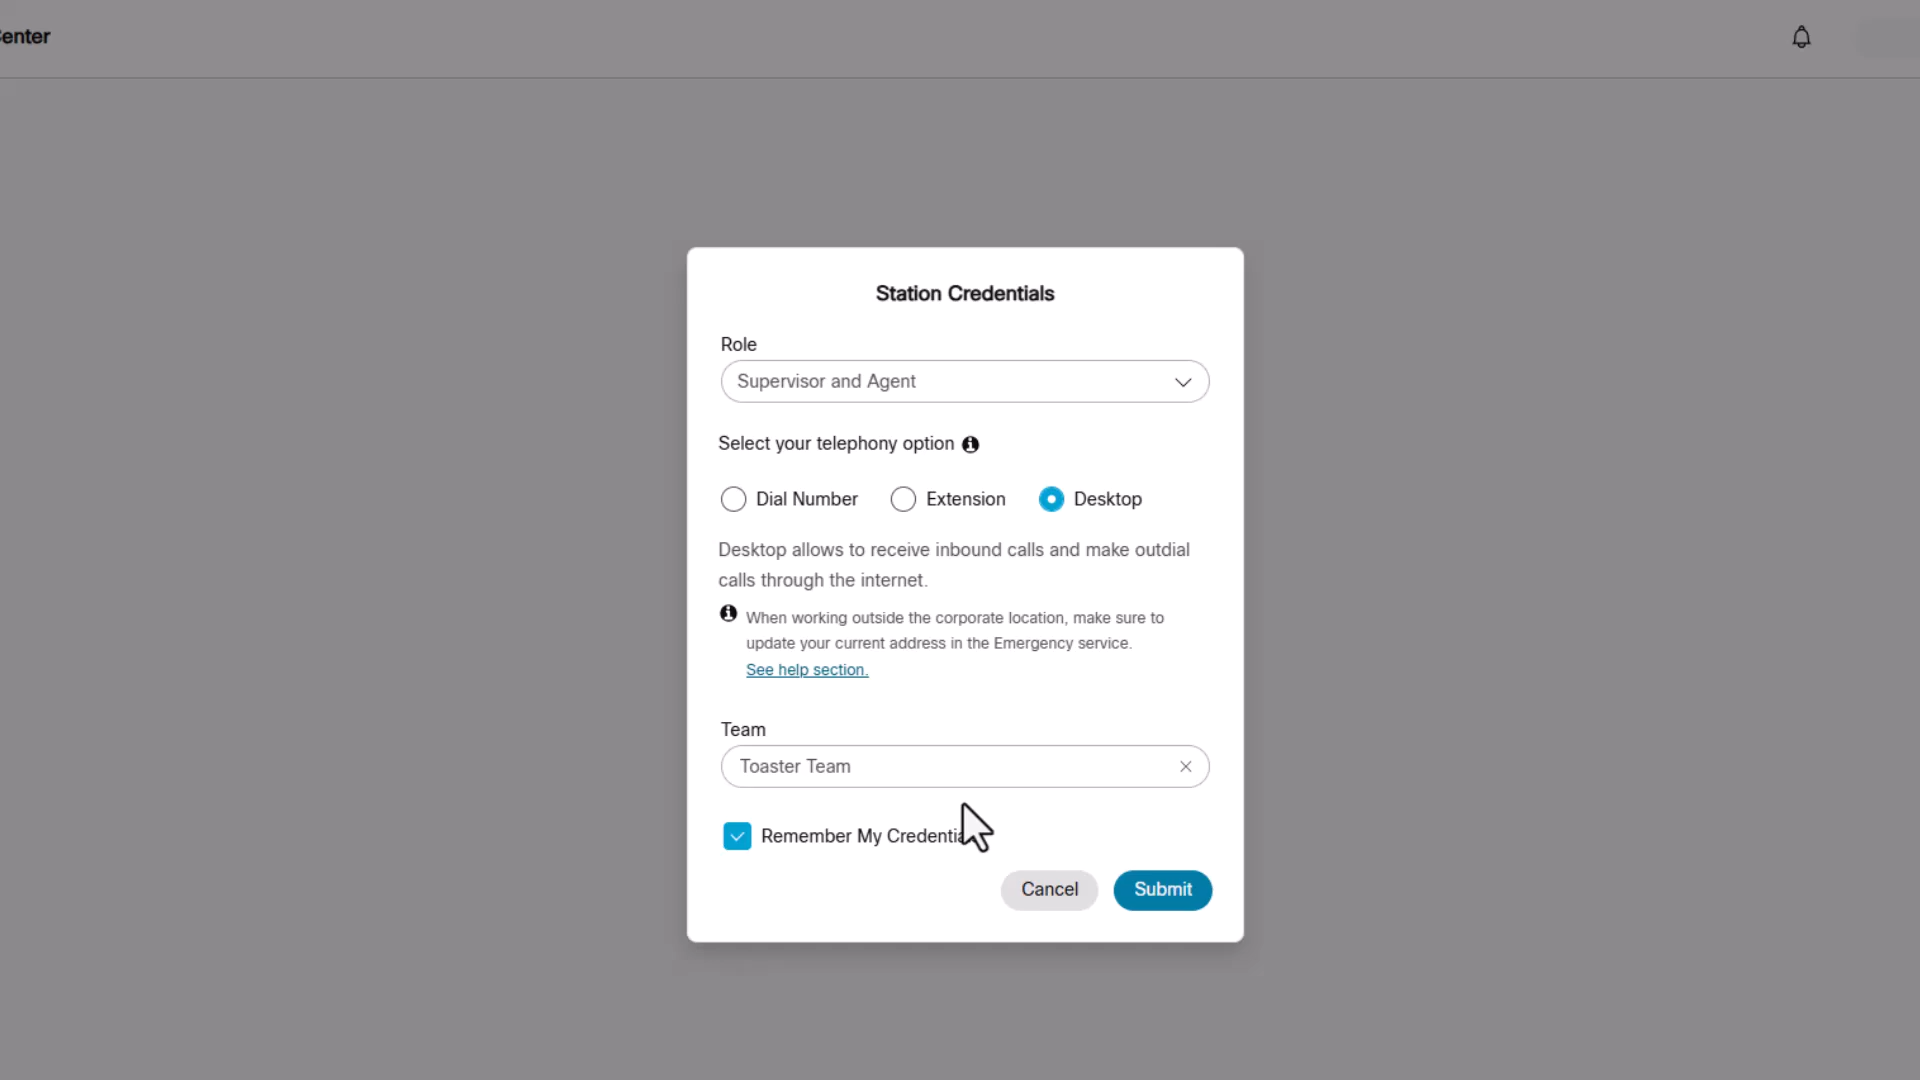 enter
Station Credentials
Role
Supervisor and Agent
Select your telephony option
Dial Number
Extension
Desktop
Desktop allows to receive inbound calls and make outdial
calls through the internet.
When working outside the corporate location, make sure to
update your current address in the Emergency service.
See help section.
Team
Toaster Team
Remember My Credentia
Cancel
Submit